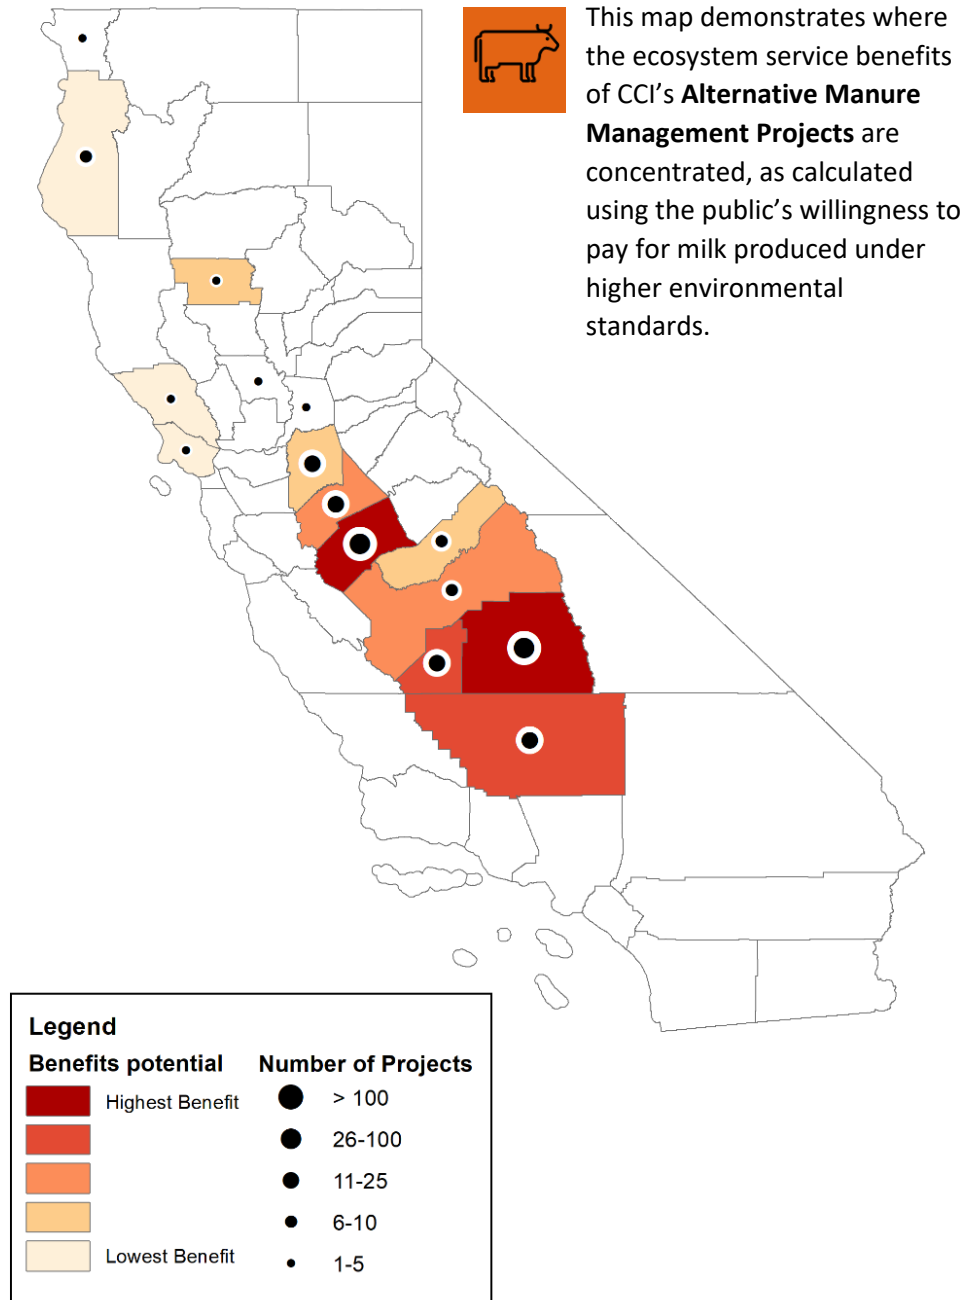 This map demonstrates where
the ecosystem service benefits
of CCI’s Alternative Manure
Management Projects are
concentrated, as calculated
using the public’s willingness to
pay for milk produced under
higher environmental
standards.
Legend
Benefits potential
Highest Benefit
Lowest Benefit
Number of Projects
> 100
26-100
11-25
6-10
1-5